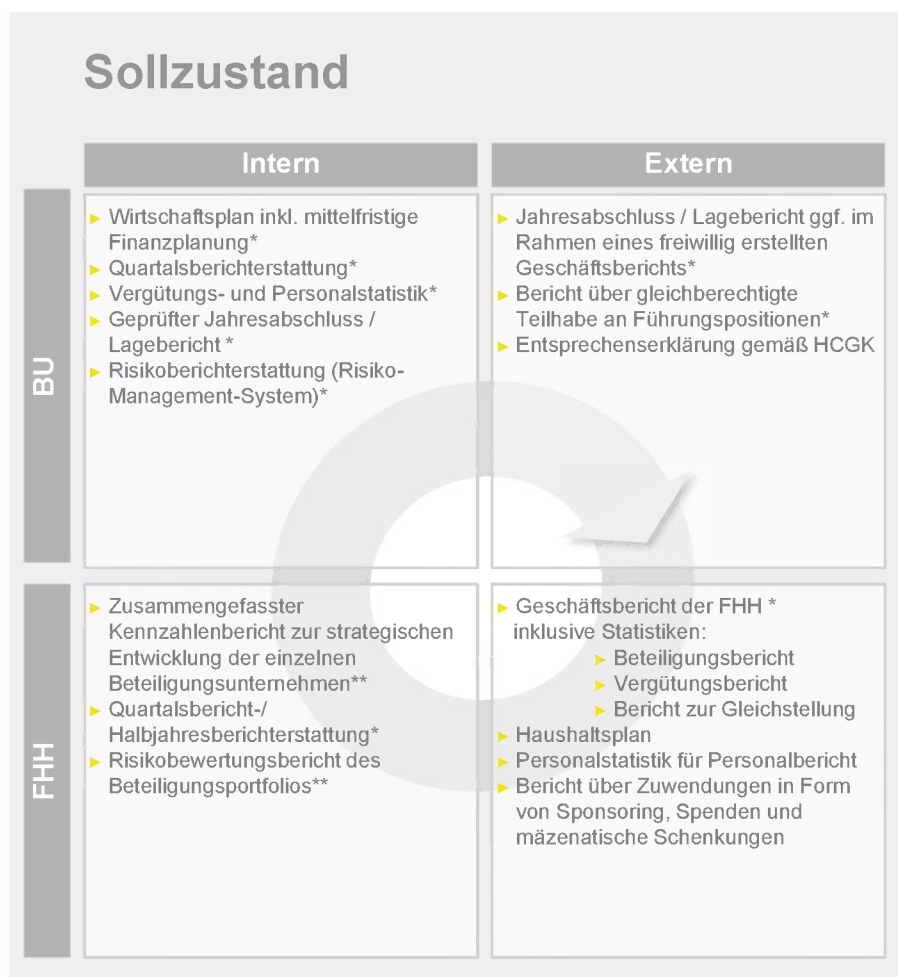 Sollzustand
Intern
Extern
BU
► Wirtschaftsplan inkl. mittelfristige
Finanzplanung*
► Quartalsberichterstattung*
► Vergütungs- und Personalstatistik*
► Geprüfter Jahresabschluss /
Lagebericht *
► Risikoberichterstattung (Risiko-
Management-System)*
► Jahresabschluss / Lagebericht ggf. im
Rahmen eines freiwillig erstellten
Geschäftsberichts*
► Bericht über gleichberechtigte
Teilhabe an Führungspositionen*
► Entsprechenserklärung gemäß HCGK
FHH
► Zusammengefasster
Kennzahlenbericht zur strategischen
Entwicklung der einzelnen
Beteiligungsunternehmen**
► Quartalsbericht-/
Halbjahresberichterstattung*
► Risikobewertungsbericht des
Beteiligungsportfolios**
► Geschäftsbericht der FHH *
inklusive Statistiken:
► Beteiligungsbericht
► Vergütungsbericht
► Bericht zur Gleichstellung
► Haushaltsplan
► Personalstatistik für Personalbericht
► Bericht über Zuwendungen in Form
von Sponsoring, Spenden und
mäzenatische Schenkungen